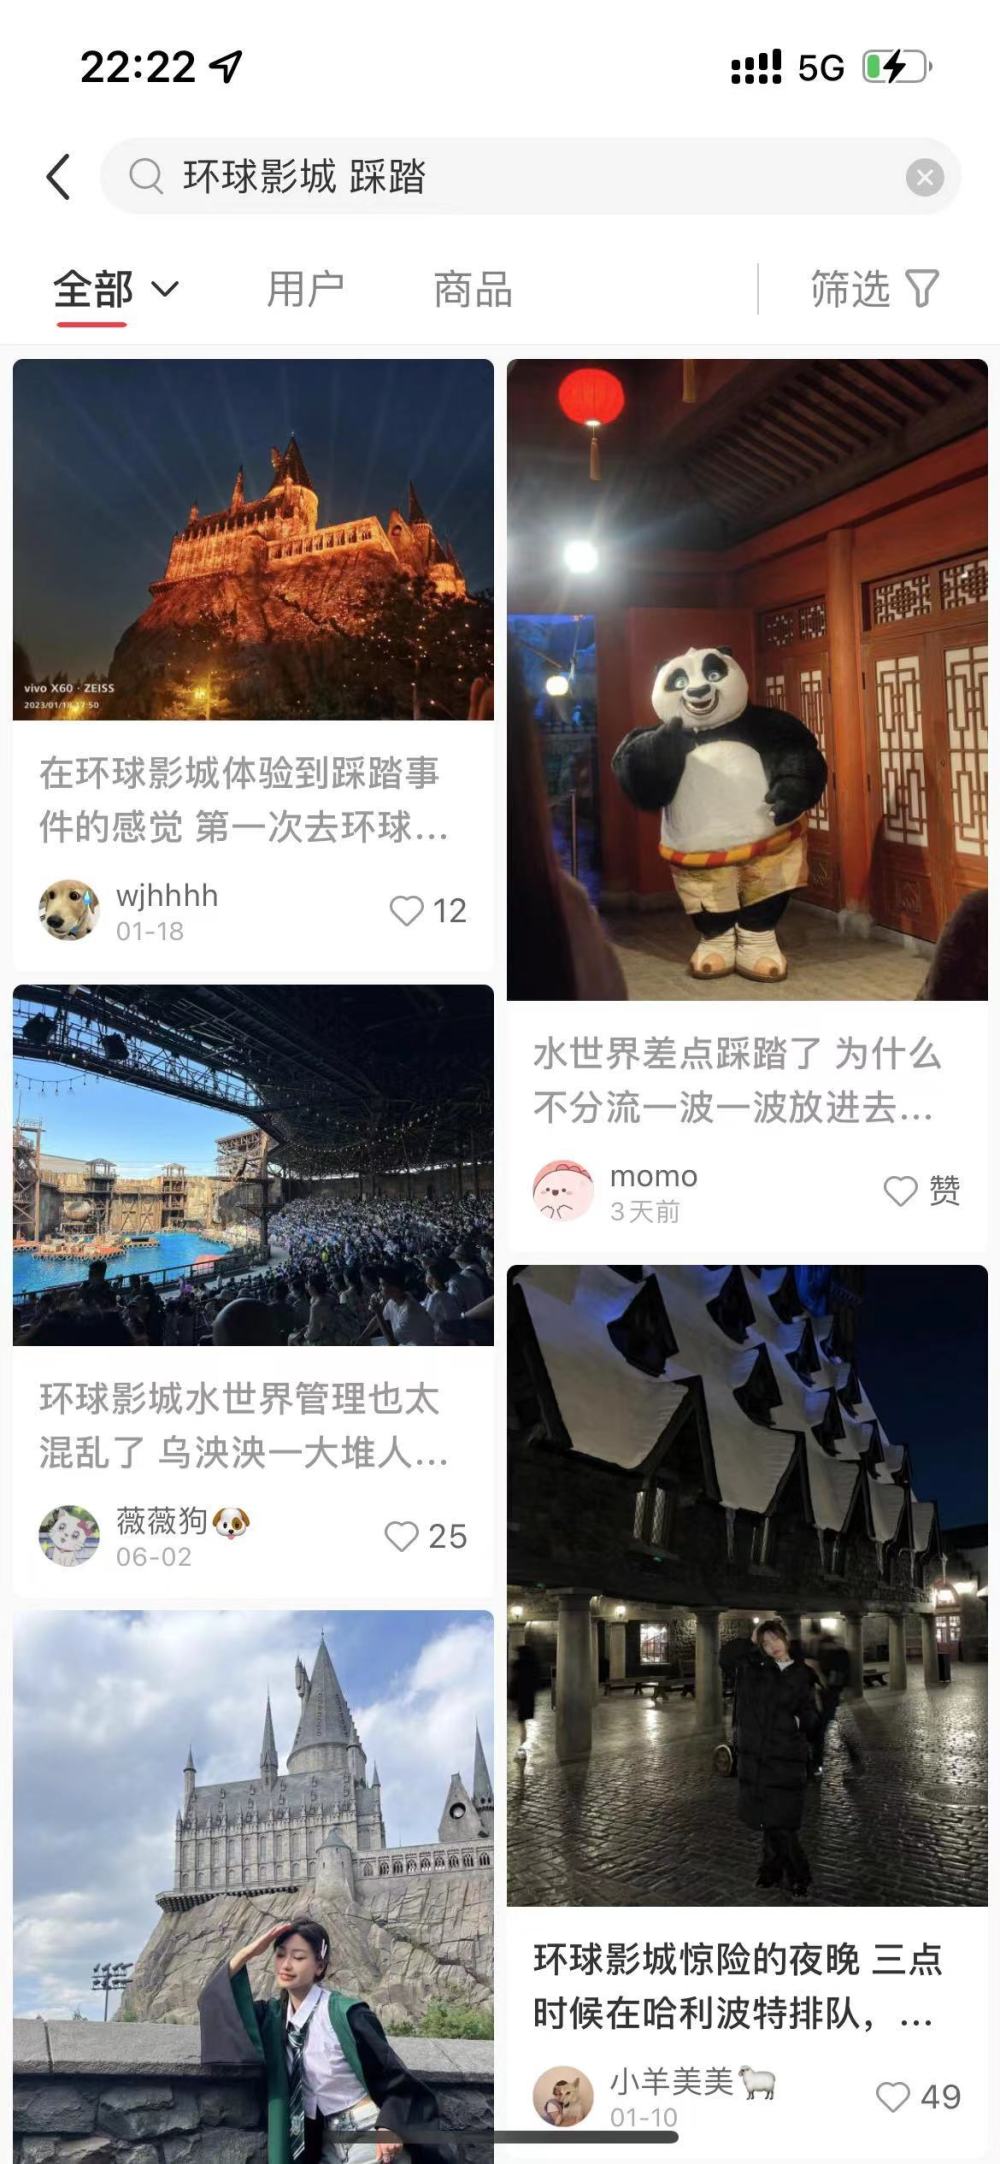 22:22
5G
环球影城 踩踏
全部
用户
商品
筛选
vivo X60 · ZEISS
2023/01/18 17:50
在环球影城体验到踩踏事
件的感觉 第一次去环球...
wjhhhh
01-18
12
水世界差点踩踏了 为什么
不分流一波一波放进去...
momo
3天前
赞
环球影城水世界管理也太
混乱了 乌泱泱一大堆人...
薇薇狗🐶
06-02
25
环球影城惊险的夜晚 三点
时候在哈利波特排队，...
小羊美美🐑
01-10
49